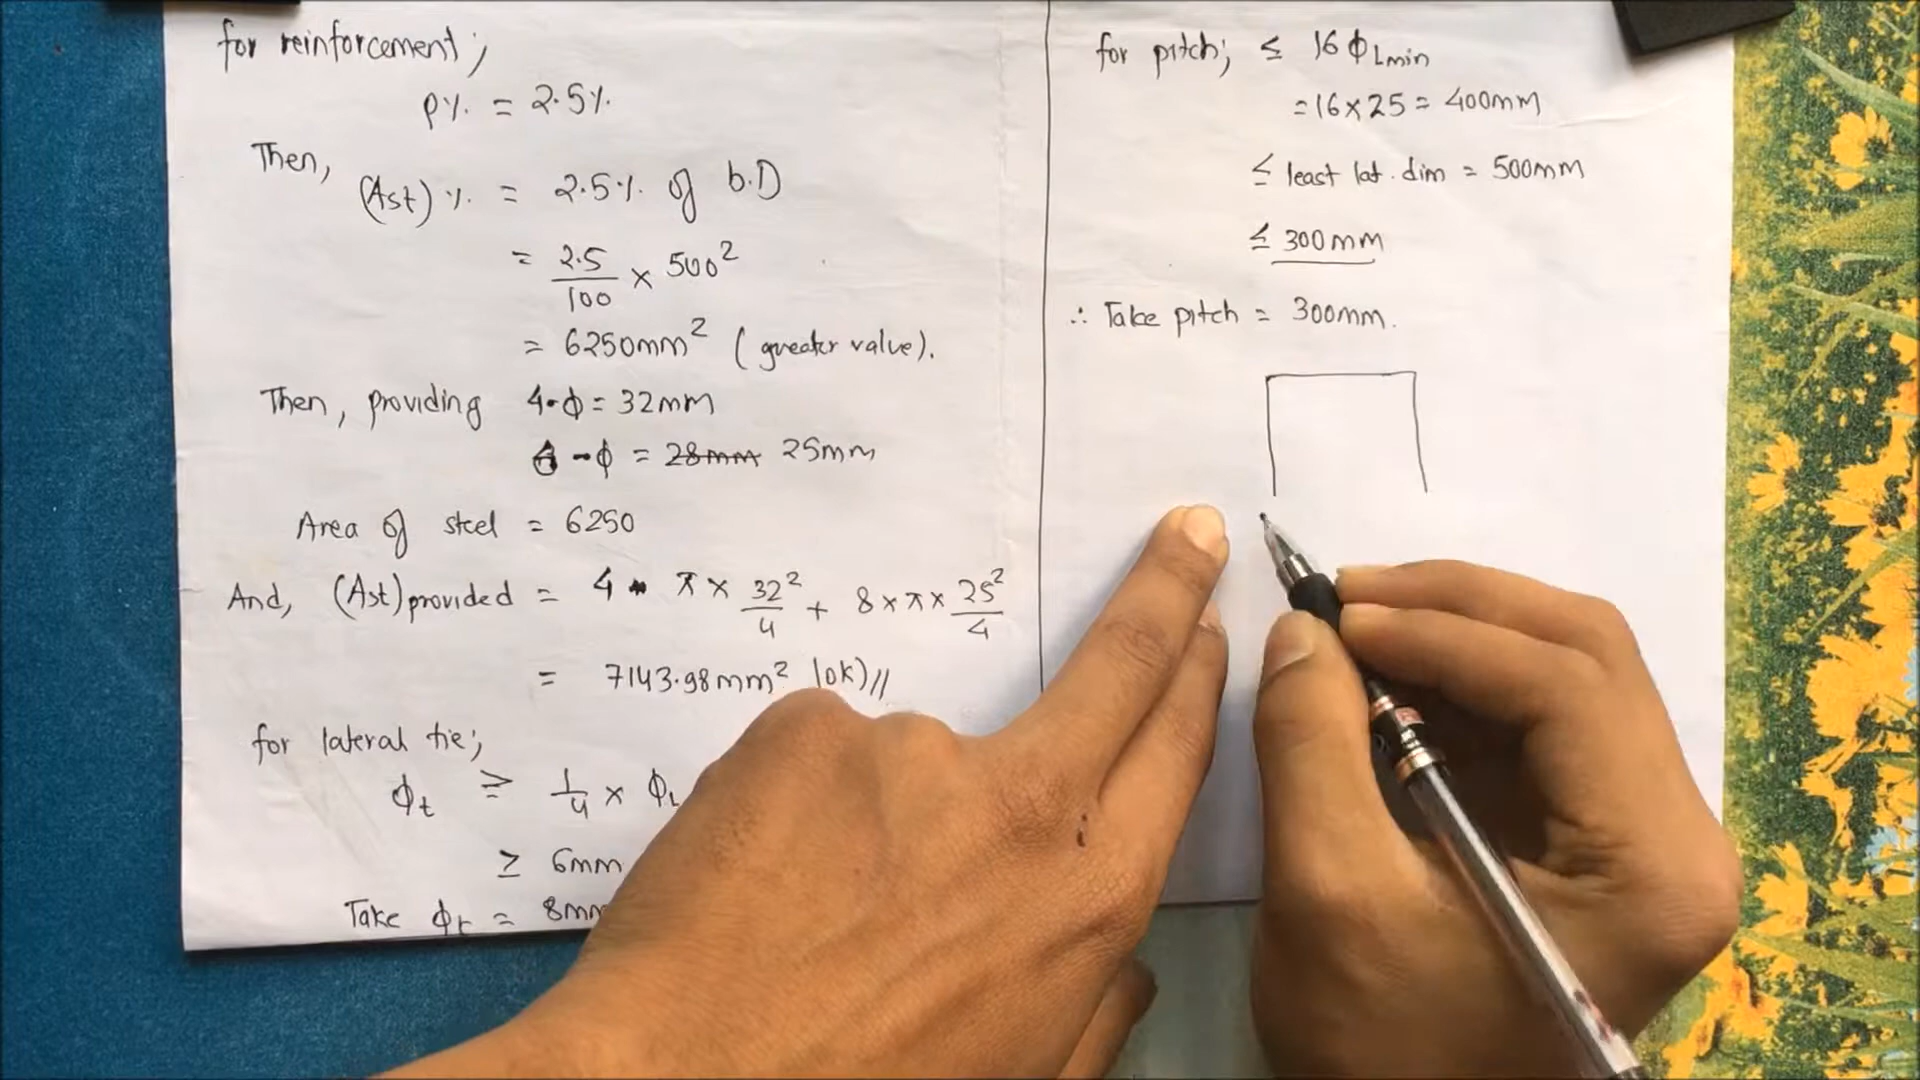 for reinforcement;
p%. = 2.5%.
Then,
(Ast)%. = 2.5%. of b.D
= 2.5/100 × 500²
= 6250mm² (greater value).
Then, providing 4-ϕ = 32mm
-ϕ = 28mm 25mm
Area of steel = 6250
And, (Ast)provided = 4 π × 32²/4 + 8×π× 25²/4
= 7143.98mm² (ok)//
for lateral tie;
ϕt ≥ 1/4 × ϕL
≥ 6mm
Take ϕt = 8mm
for pitch; ≤ 16ϕLmin
= 16×25 = 400mm
≤ least lat. dim = 500mm
≤ 300mm
∴ Take pitch = 300mm.